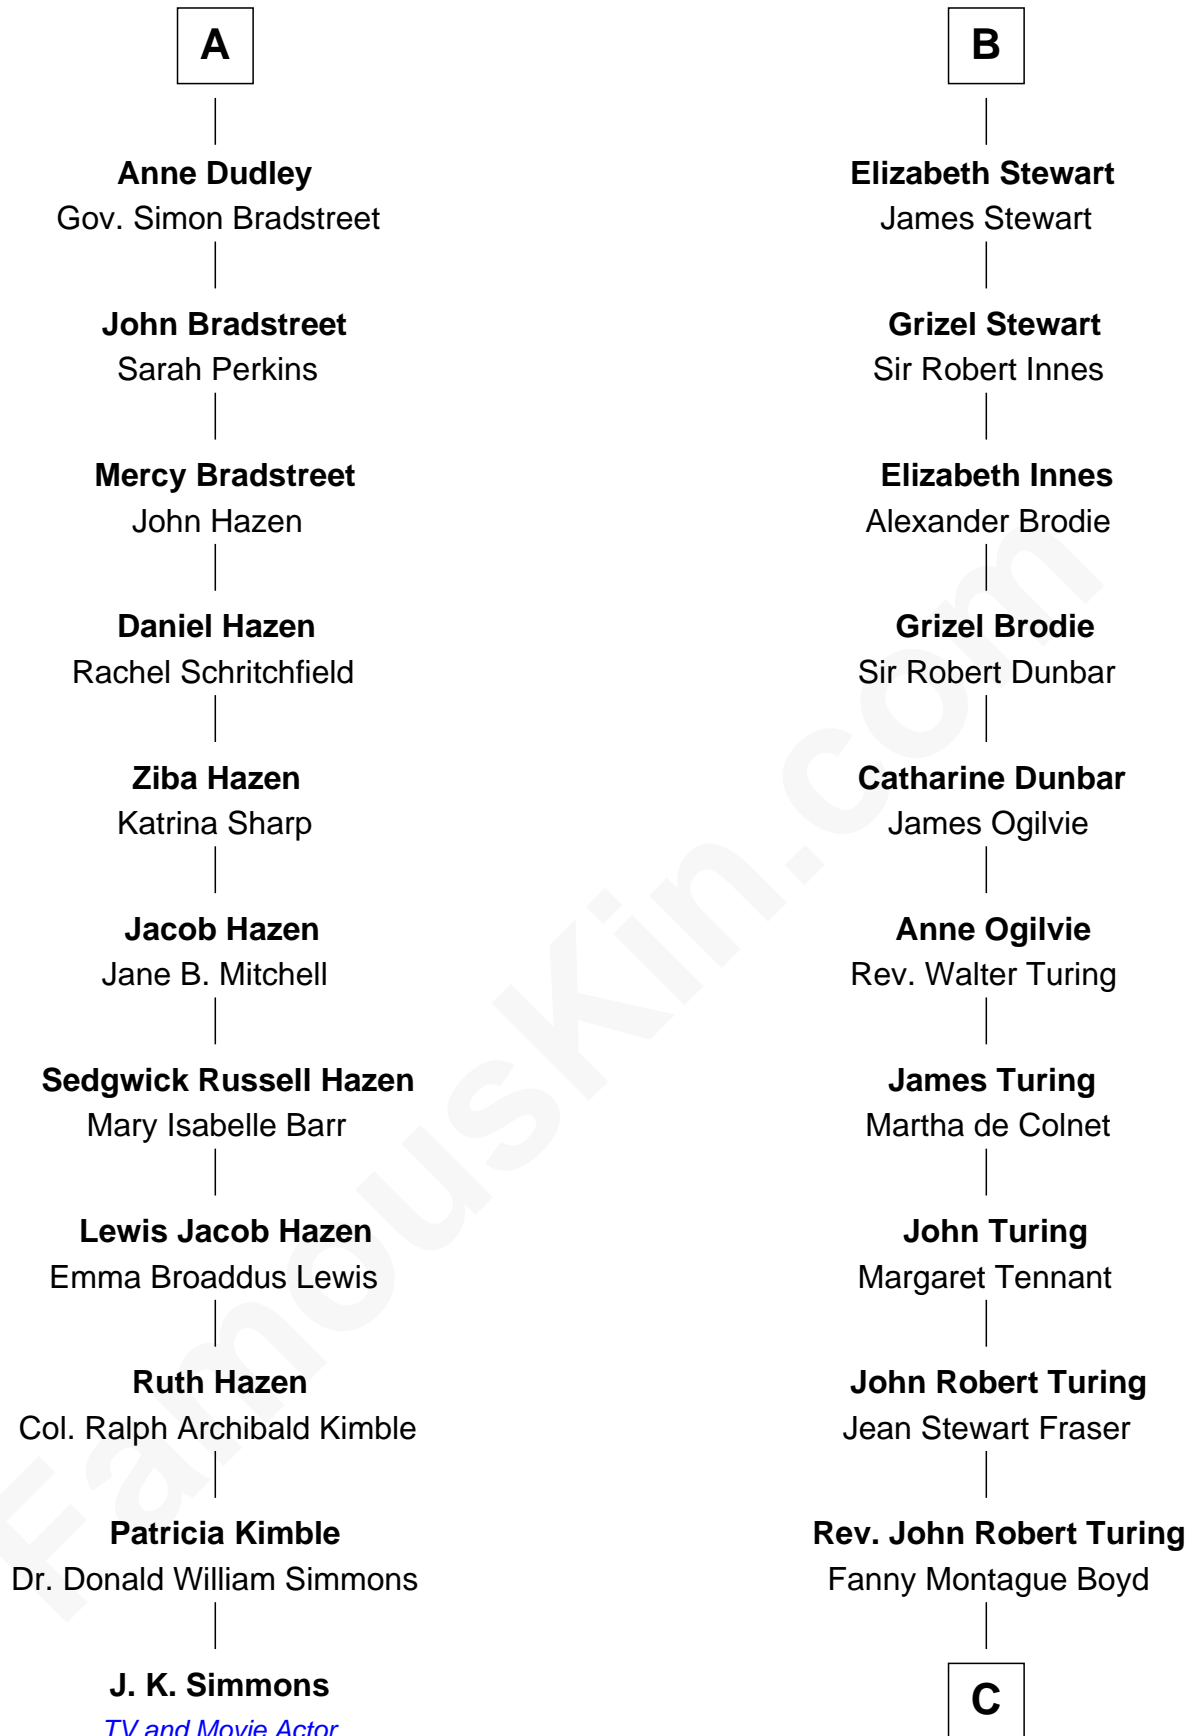 A
Anne Dudley
Gov. Simon Bradstreet
John Bradstreet
Sarah Perkins
Mercy Bradstreet
John Hazen
Daniel Hazen
Rachel Schritchfield
Ziba Hazen
Katrina Sharp
Jacob Hazen
Jane B. Mitchell
Sedgwick Russell Hazen
Mary Isabelle Barr
Lewis Jacob Hazen
Emma Broaddus Lewis
Ruth Hazen
Col. Ralph Archibald Kimble
Patricia Kimble
Dr. Donald William Simmons
J. K. Simmons
TV and Movie Actor
B
Elizabeth Stewart
James Stewart
Grizel Stewart
Sir Robert Innes
Elizabeth Innes
Alexander Brodie
Grizel Brodie
Sir Robert Dunbar
Catharine Dunbar
James Ogilvie
Anne Ogilvie
Rev. Walter Turing
James Turing
Martha de Colnet
John Turing
Margaret Tennant
John Robert Turing
Jean Stewart Fraser
Rev. John Robert Turing
Fanny Montague Boyd
C
FamousKin.com